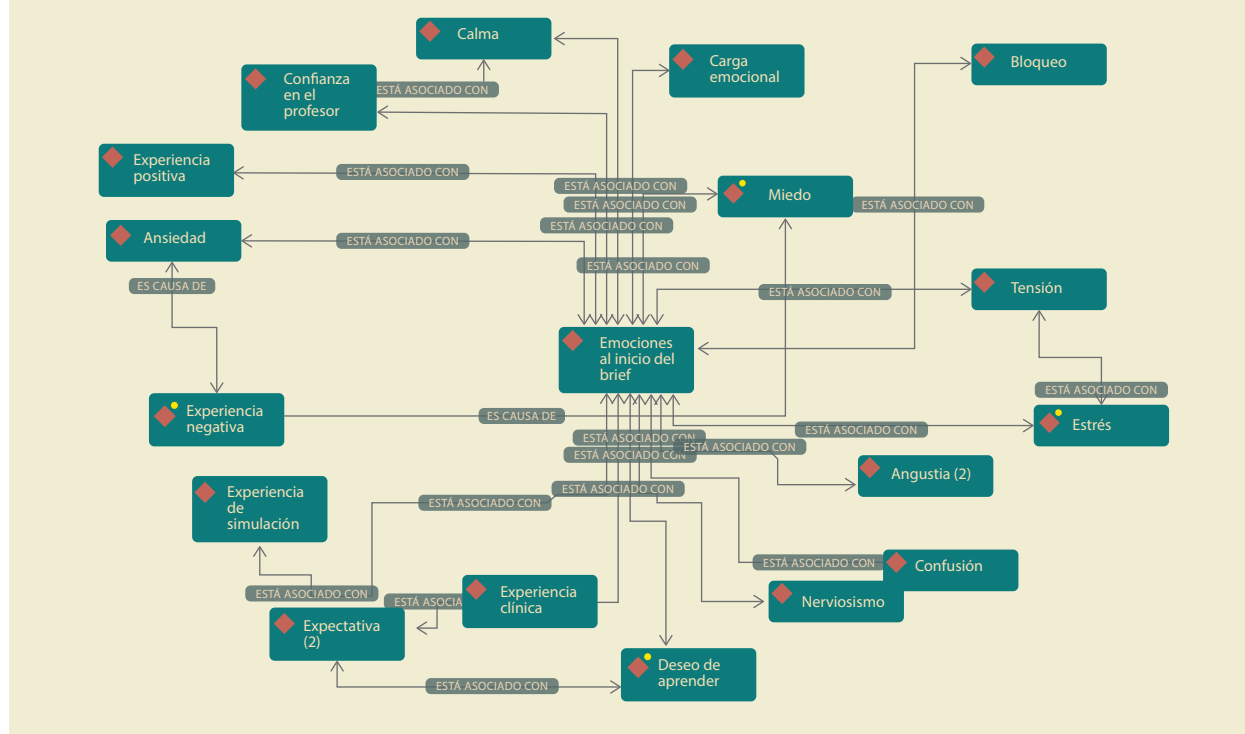 Calma
Carga
emocional
Bloqueo
Confianza
en el
profesor
ESTÁ ASOCIADO CON
Experiencia
positiva
ESTÁ ASOCIADO CON
ESTÁ ASOCIADO CON
Miedo
ESTÁ ASOCIADO CON
ESTÁ ASOCIADO CON
ESTÁ ASOCIADO CON
Ansiedad
ESTÁ ASOCIADO CON
ESTÁ ASOCIADO CON
ES CAUSA DE
ESTÁ ASOCIADO CON
Tensión
Emociones
al inicio del
brief
ESTÁ ASOCIADO CON
Experiencia
negativa
ES CAUSA DE
ESTÁ ASOCIADO CON
Estrés
ESTÁ ASOCIADO CON
ESTÁ ASOCIADO CON
ESTÁ ASOCIADO CON
Angustia (2)
Experiencia
de
simulación
ESTÁ ASOCIADO CON
ESTÁ ASOCIADO CON
ESTÁ ASOCIADO CON
Confusión
ESTÁ ASOCIADO CON
ESTÁ ASOCIA
Experiencia
clínica
Nerviosismo
Expectativa
(2)
Deseo de
aprender
ESTÁ ASOCIADO CON